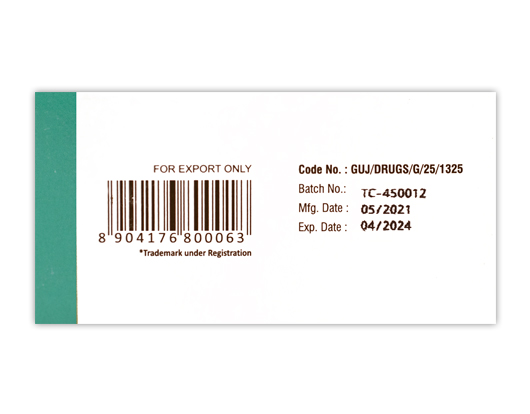 FOR EXPORT ONLY
8 904176 800063
*Trademark under Registration
Code No. : GUJ/DRUGS/G/25/1325
Batch No.: TC-450012
Mfg. Date : 05/2021
Exp. Date : 04/2024